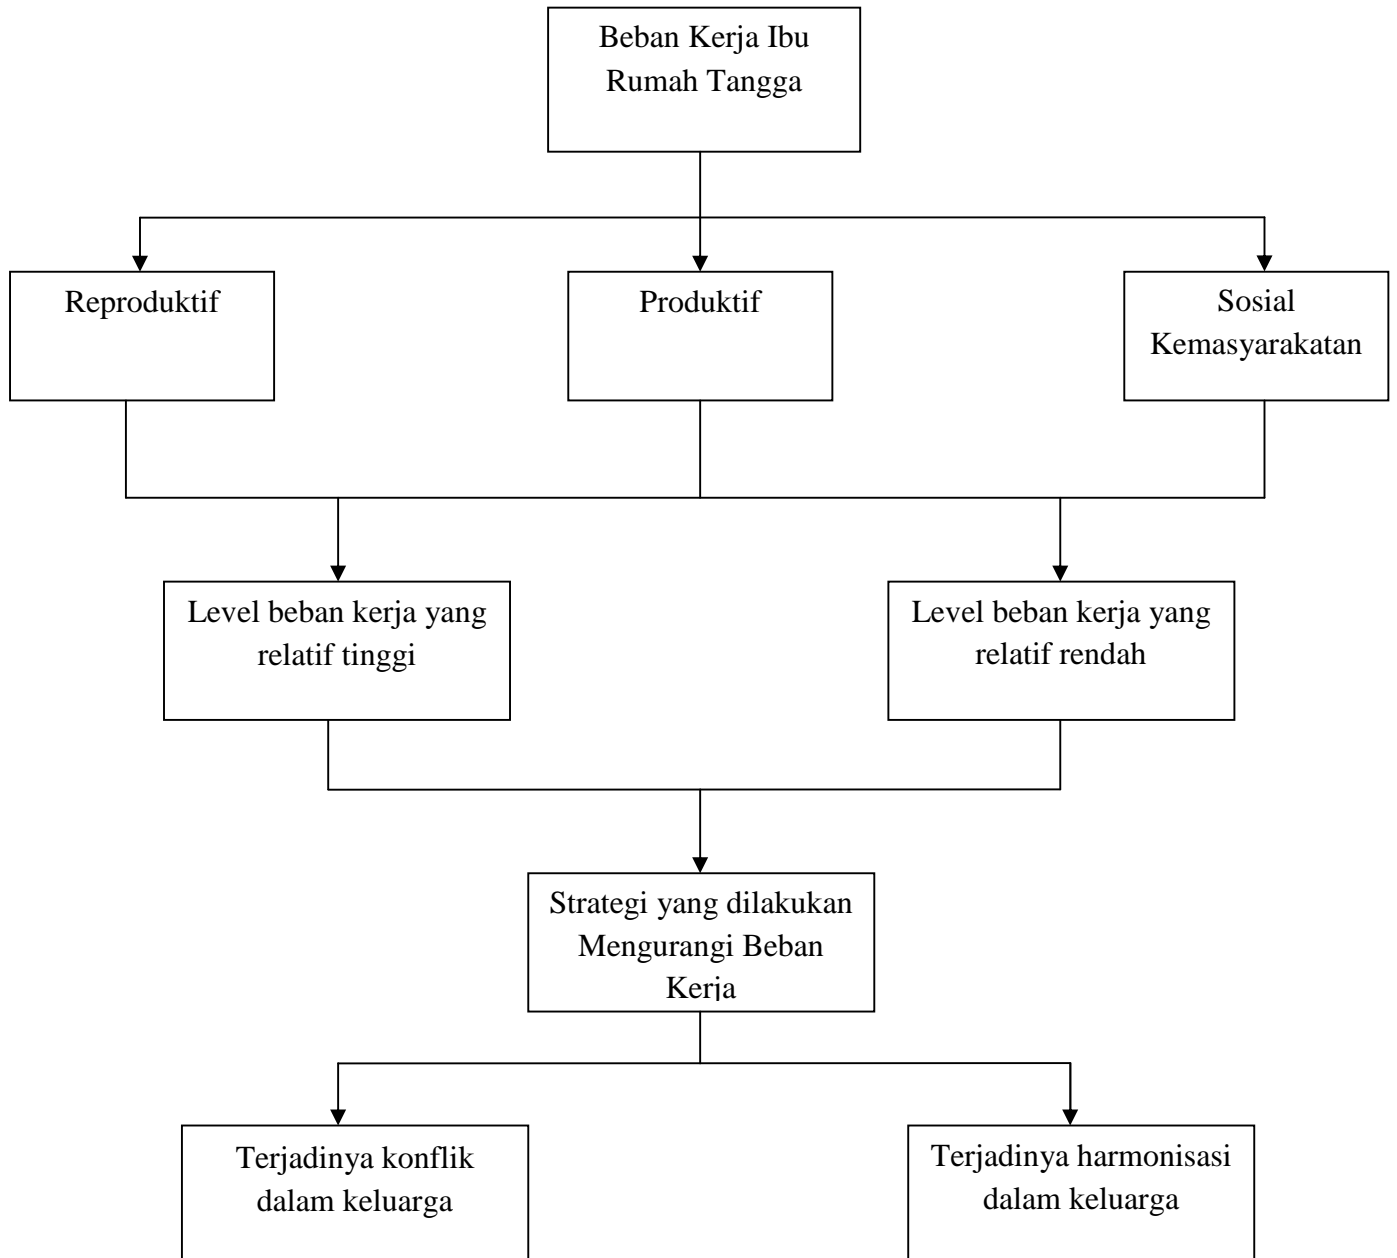 Beban Kerja Ibu
Rumah Tangga
Reproduktif
Produktif
Sosial
Kemasyarakatan
Level beban kerja yang
relatif tinggi
Level beban kerja yang
relatif rendah
Strategi yang dilakukan
Mengurangi Beban
Kerja
Terjadinya konflik
dalam keluarga
Terjadinya harmonisasi
dalam keluarga